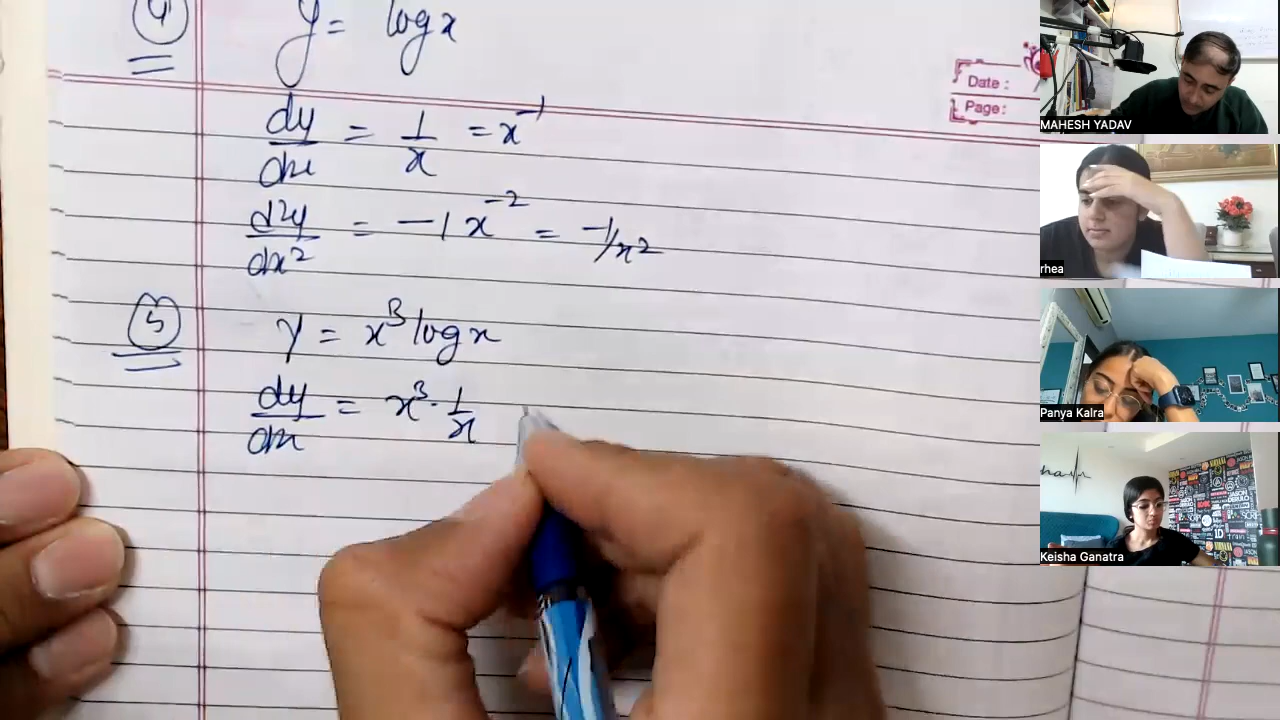 ④ y = log x
Date :
Page:
dy/dx = 1/x = x⁻¹
d²y/dx² = -1 x⁻² = -1/x²
⑤ y = x³ log x
dy/dx = x³ · 1/x
MAHESH YADAV
rhea
Panya Kalra
Keisha Ganatra